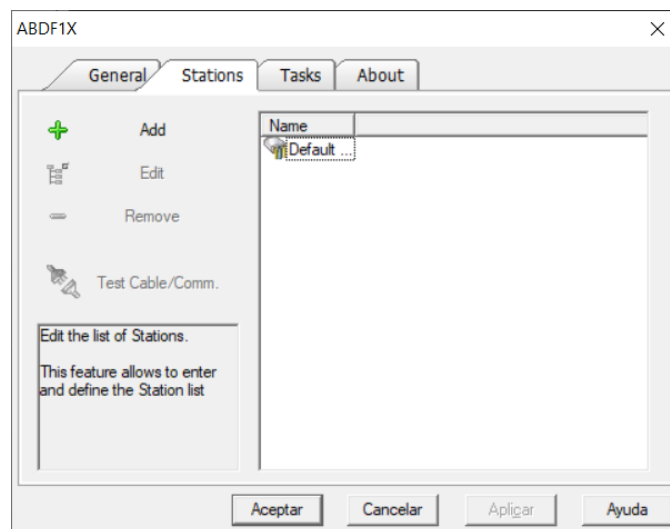 ABDF1X
General Stations Tasks About
Add
Edit
Remove
Test Cable/Comm.
Name
Default ...
Edit the list of Stations.
This feature allows to enter
and define the Station list
Aceptar Cancelar Aplicar Ayuda